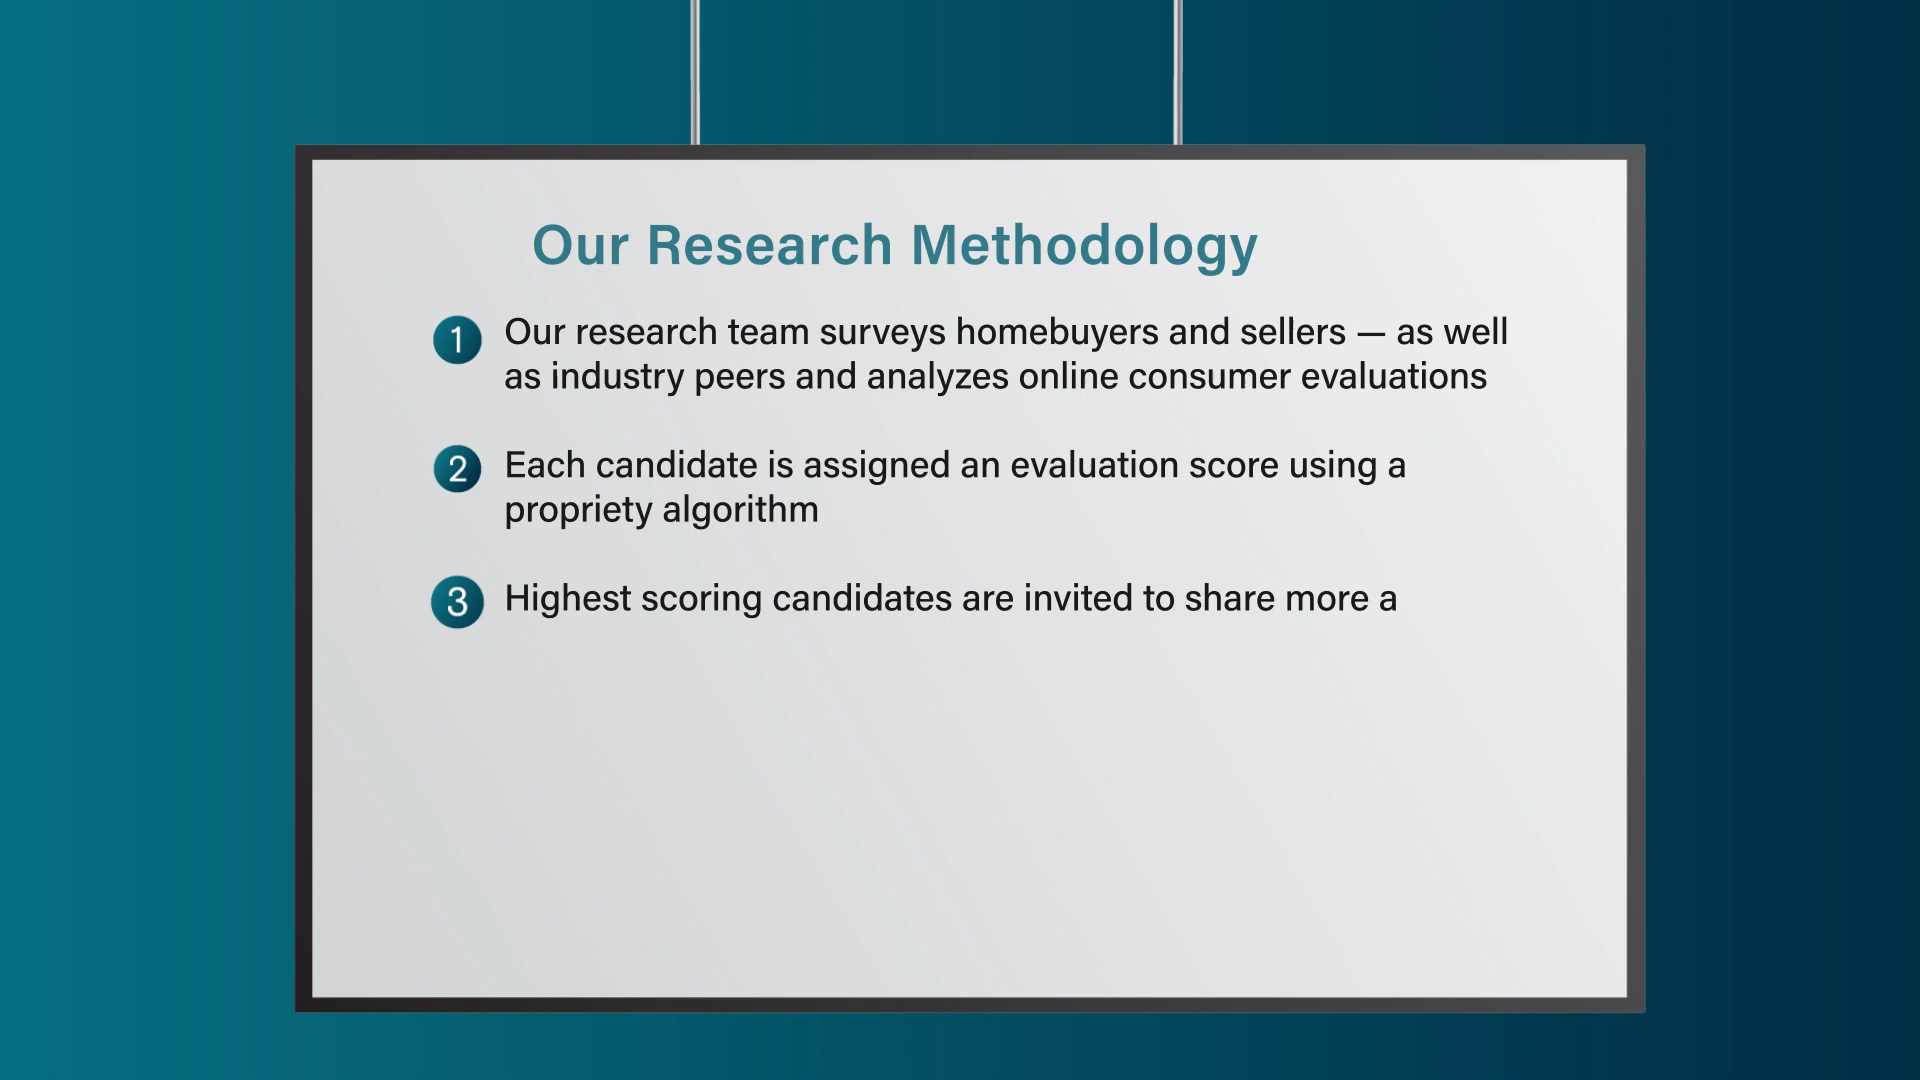 Our Research Methodology
1 Our research team surveys homebuyers and sellers — as well
as industry peers and analyzes online consumer evaluations
2 Each candidate is assigned an evaluation score using a
propriety algorithm
3 Highest scoring candidates are invited to share more a